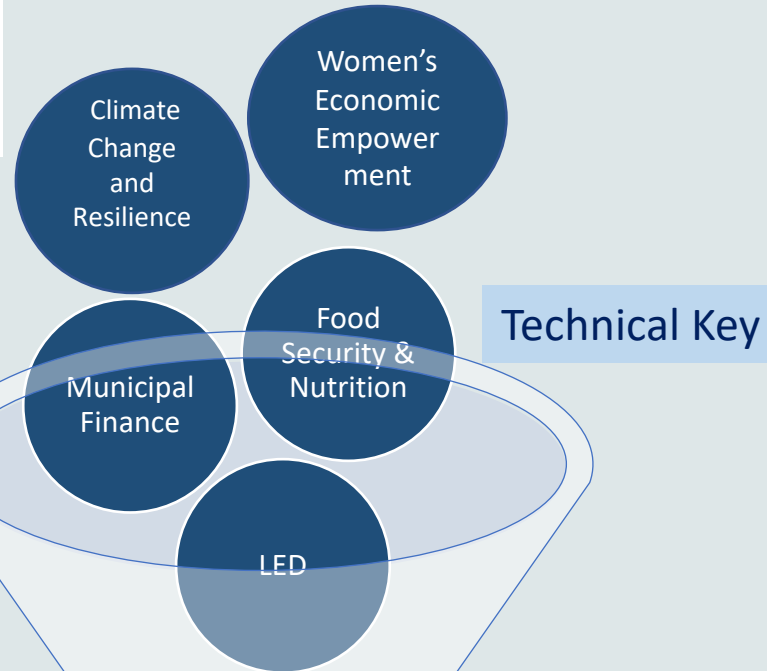 Women’s
Economic
Empower
ment
Climate
Change
and
Resilience
Food
Security &
Nutrition
Technical Key
Municipal
Finance
LED